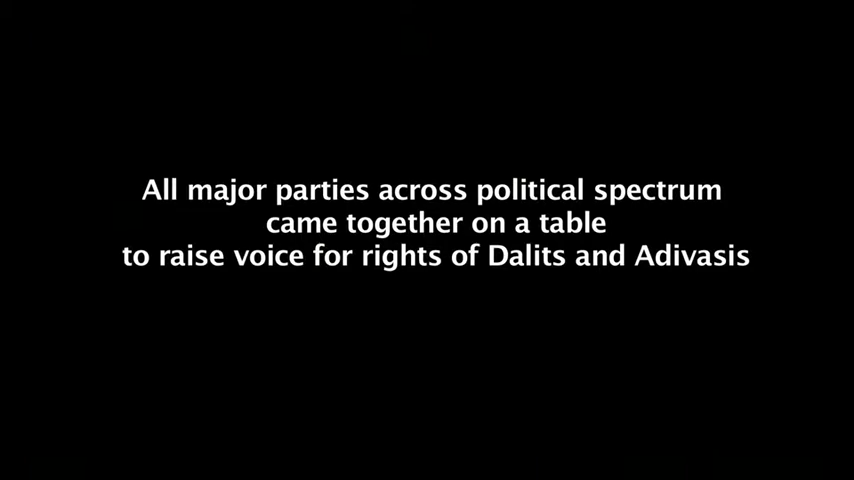 All major parties across political spectrum
came together on a table
to raise voice for rights of Dalits and Adivasis